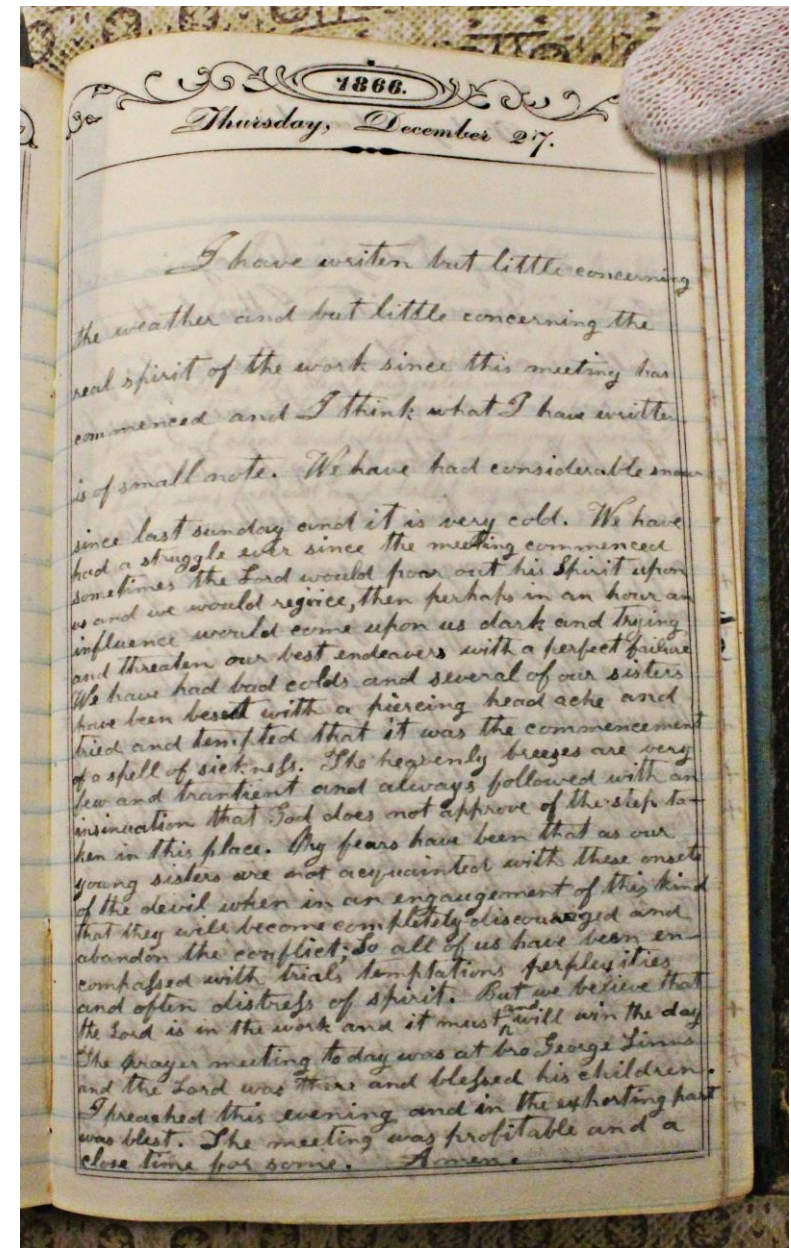 1866.
Thursday, December 27.
I have writen but little concerning
the weather and but little concerning the
real spirit of the work since this meeting has
commenced and I think what I have written
is of small note. We have had considerable snow
since last sunday and it is very cold. We have
had a struggle ever since the meeting commenced
sometimes the Lord would poar out his Spirit upon
us and we would rejoice, then perhaps in an hour an
influence would come upon us dark and trying
and threaten our best endeavers with a perfect failure
We have had bad colds and several of our sisters
have been besett with a piercing head ache and
tried and tempted that it was the commencement
of a spell of sickness. The heavenly breezes are very
few and trantient and always followed with an
insinuation that God does not approve of the step ta-
ken in this place. My fears have been that as our
young sisters are not acquainted with these onsets
of the devil when in an engaugement of this kind
that they will become completely discouraged and
abandon the conflict; So all of us have been en-
compassed with trials temptations perplexities
and often distress of spirit. But we believe that
the Lord is in the work and it must and will win the day
The prayer meeting to day was at bro George Linns
and the Lord was there and blessed his children.
I preached this evening and in the exhorting part
was blest. The meeting was profitable and a
close time for some. Amen.